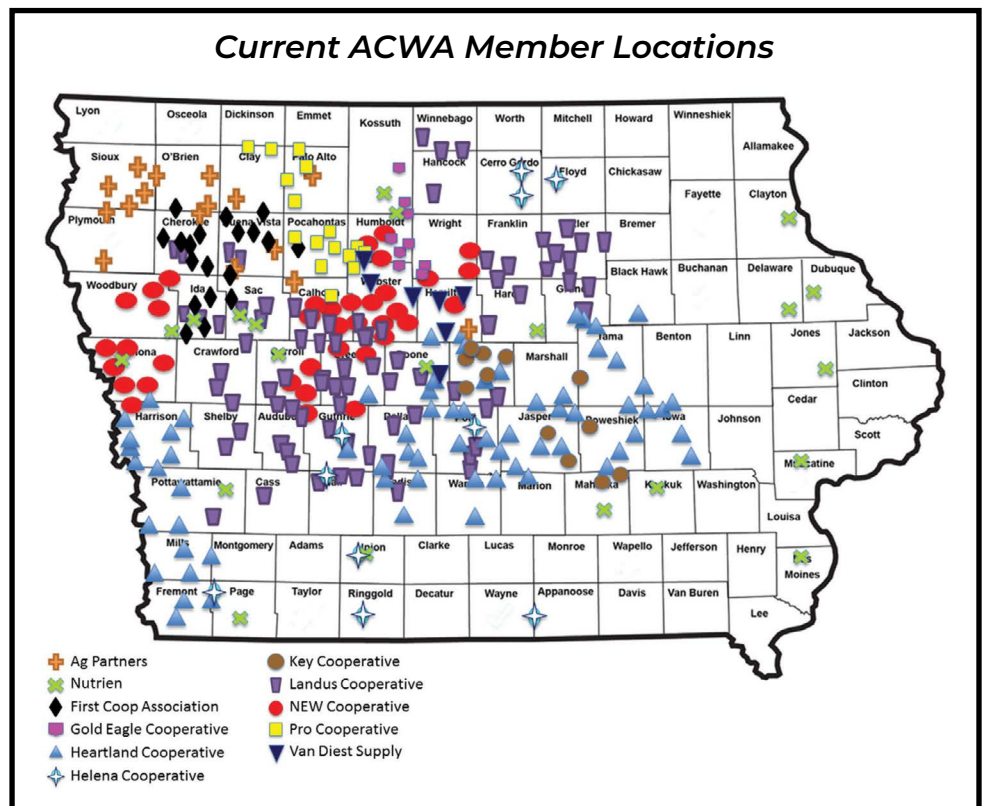 Current ACWA Member Locations
Lyon Osceola Dickinson Emmet Kossuth Winnebago Worth Mitchell Howard Winneshiek Allamakee
Sioux O'Brien Clay Palo Alto Hancock Cerro Gordo Floyd Chickasaw Fayette Clayton
Plymouth Cherokee Buena Vista Pocahontas Humboldt Wright Franklin Butler Bremer
Woodbury Ida Sac Calhoun Webster Hamilton Hardin Grundy Black Hawk Buchanan Delaware Dubuque
Monona Crawford Carroll Greene Boone Marshall Tama Benton Linn Jones Jackson
Clinton
Cedar
Harrison Shelby Audubon Guthrie Dallas Jasper Poweshiek Iowa Johnson
Scott
Muscatine
Pottawattamie Cass Adair Madis Warren Marion Mahaska Keokuk Washington
Louisa
Mills Montgomery Adams Union Clarke Lucas Monroe Wapello Jefferson Henry
Des
Moines
Fremont Page Taylor Ringgold Decatur Wayne Appanoose Davis Van Buren
Lee
Ag Partners
Nutrien
First Coop Association
Gold Eagle Cooperative
Heartland Cooperative
Helena Cooperative
Key Cooperative
Landus Cooperative
NEW Cooperative
Pro Cooperative
Van Diest Supply